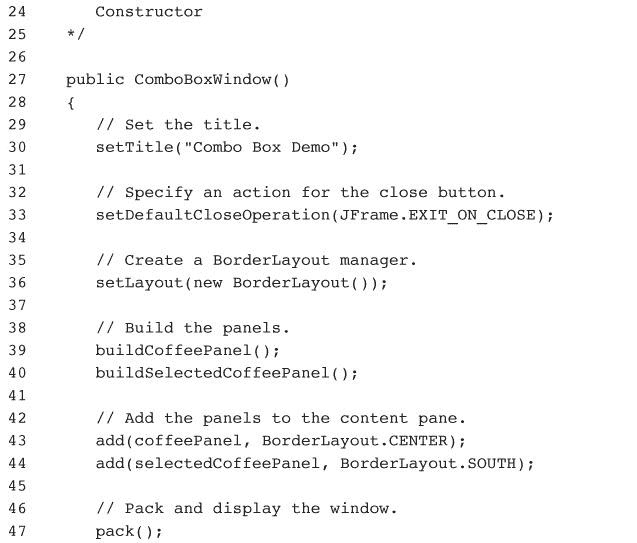 24 Constructor
25 */
26
27 public ComboBoxWindow()
28 {
29 // Set the title.
30 setTitle("Combo Box Demo");
31
32 // Specify an action for the close button.
33 setDefaultCloseOperation(JFrame.EXIT_ON_CLOSE);
34
35 // Create a BorderLayout manager.
36 setLayout(new BorderLayout());
37
38 // Build the panels.
39 buildCoffeePanel();
40 buildSelectedCoffeePanel();
41
42 // Add the panels to the content pane.
43 add(coffeePanel, BorderLayout.CENTER);
44 add(selectedCoffeePanel, BorderLayout.SOUTH);
45
46 // Pack and display the window.
47 pack();